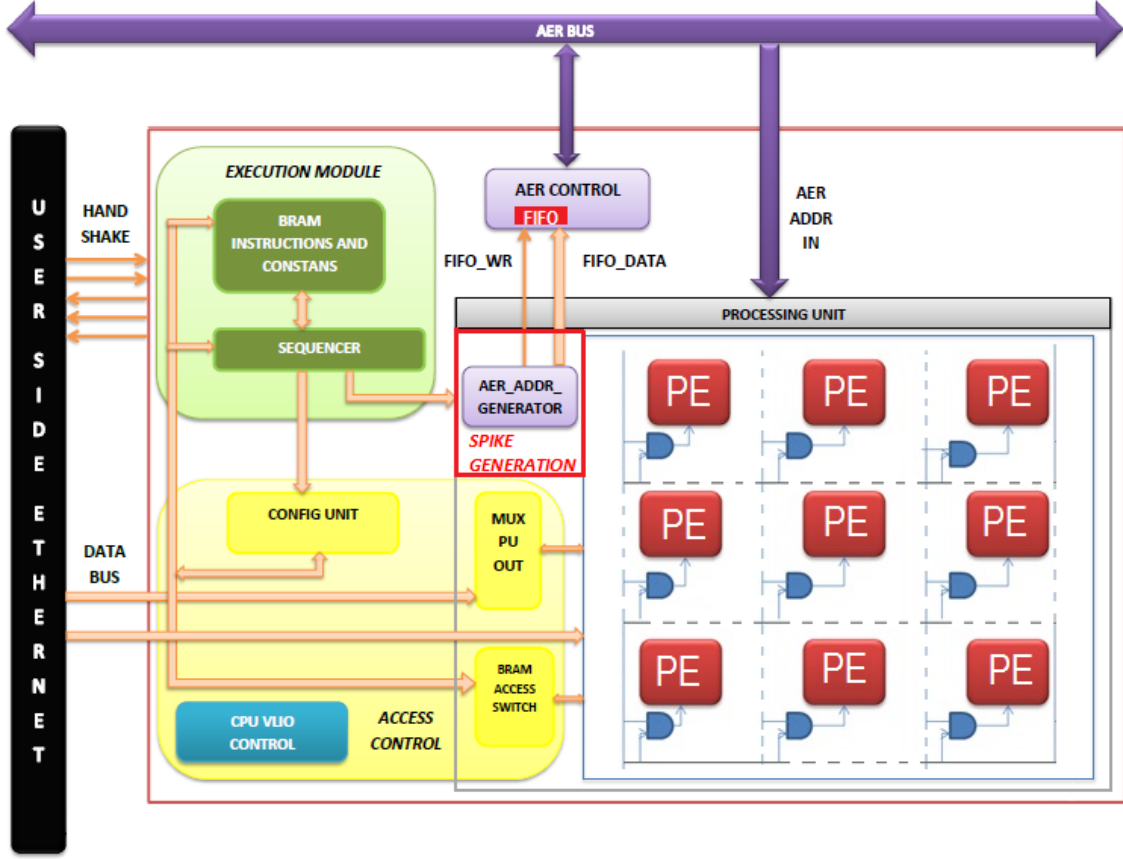 AER BUS
USER SIDE ETHERNET
HAND
SHAKE
DATA
BUS
EXECUTION MODULE
BRAM
INSTRUCTIONS AND
CONSTANS
SEQUENCER
AER CONTROL
FIFO
FIFO_WR
FIFO_DATA
AER
ADDR
IN
PROCESSING UNIT
AER_ADDR_
GENERATOR
SPIKE
GENERATION
CONFIG UNIT
MUX
PU
OUT
BRAM
ACCESS
SWITCH
CPU VLIO
CONTROL
ACCESS
CONTROL
PE
PE
PE
PE
PE
PE
PE
PE
PE